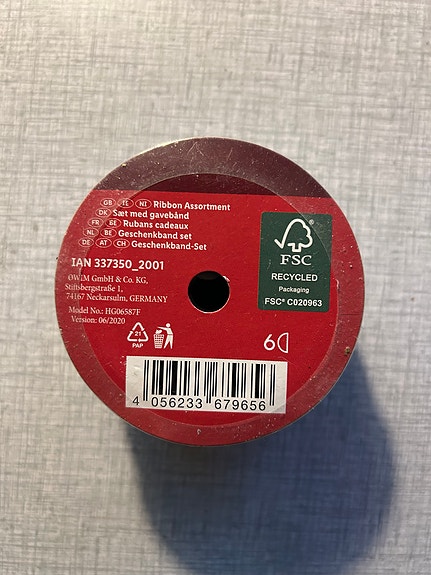 GB IE NI Ribbon Assortment
DK Sæt med gavebånd
FR BE Rubans cadeaux
NL BE Geschenkband set
DE AT CH Geschenkband-Set
IAN 337350_2001
OWIM GmbH & Co. KG,
Stiftsbergstraße 1,
74167 Neckarsulm, GERMANY
Model No.: HG06587F
Version: 06/2020
21
PAP
FSC
RECYCLED
Packaging
FSC® C020963
6
4 056233 679656